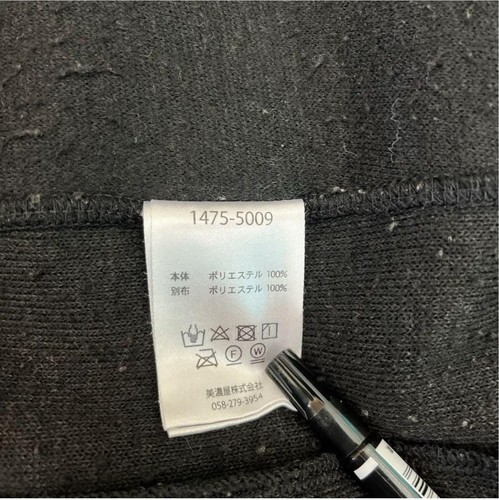 1475-5009
本体 ポリエステル 100%
別布 ポリエステル 100%
F W
美濃屋株式会社
058-279-3954